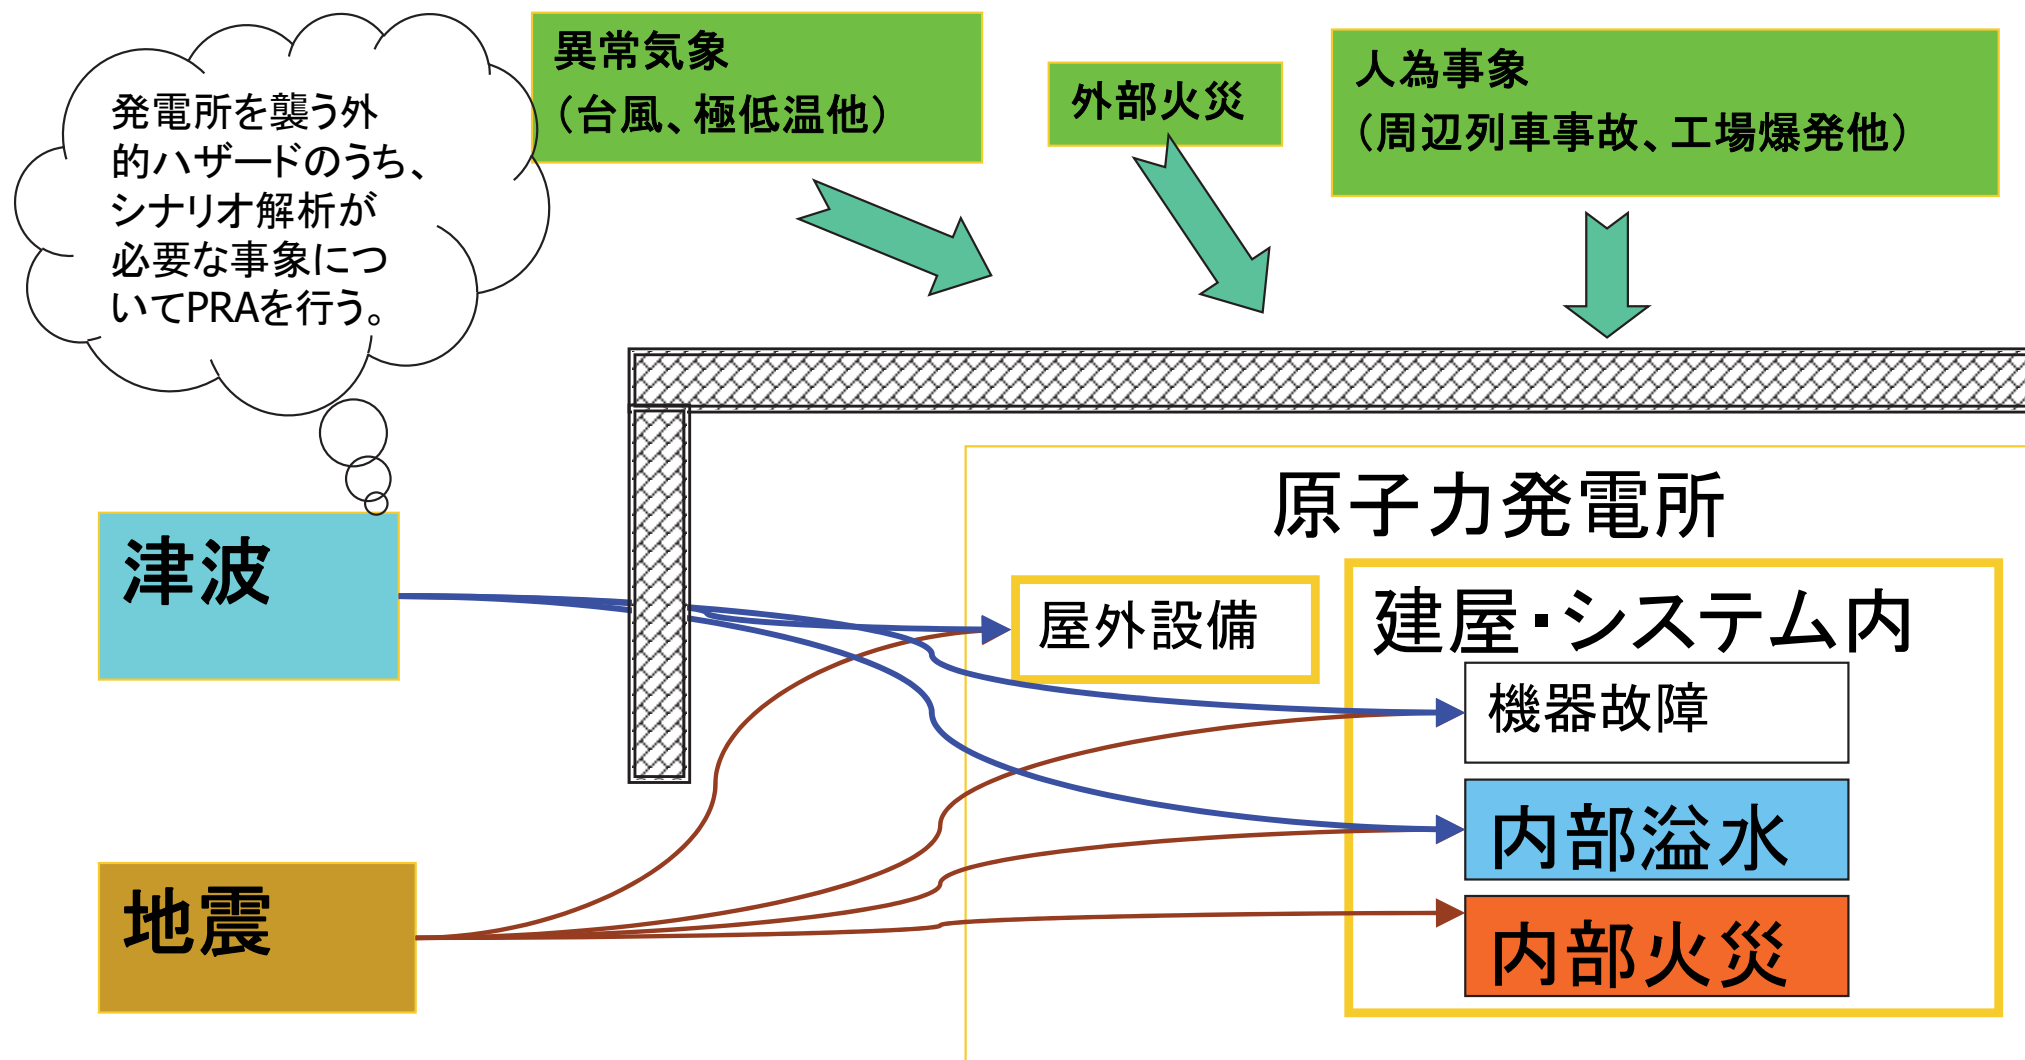 発電所を襲う外
的ハザードのうち、
シナリオ解析が
必要な事象につ
いてPRAを行う。
異常気象
(台風、極低温他)
外部火災
人為事象
(周辺列車事故、工場爆発他)
原子力発電所
津波
屋外設備
建屋・システム内
機器故障
内部溢水
地震
内部火災